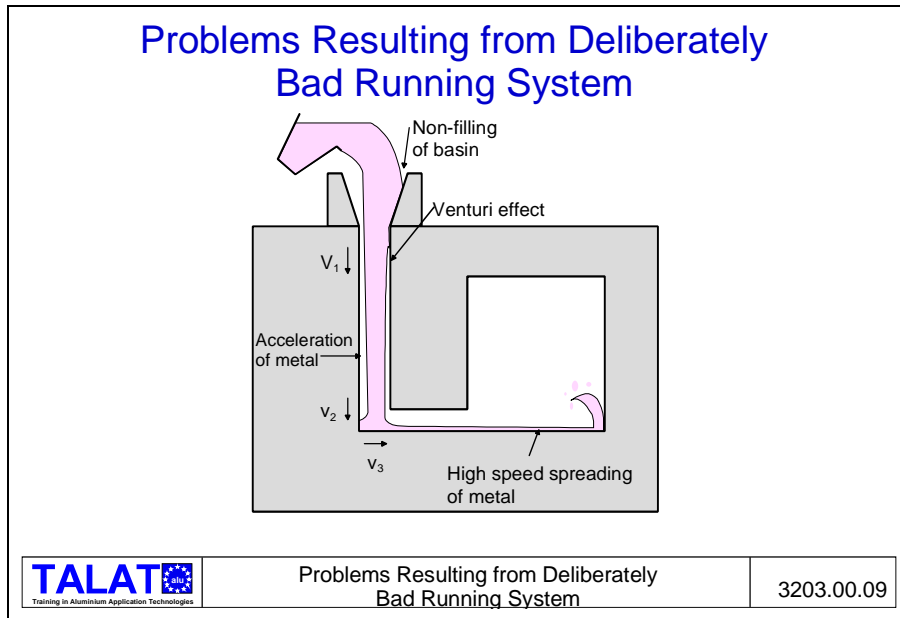 Problems Resulting from Deliberately
Bad Running System
Non-filling
of basin
Venturi effect
V₁
Acceleration
of metal
v₂
v₃
High speed spreading
of metal
TALAT
alu
Training in Aluminium Application Technologies
Problems Resulting from Deliberately
Bad Running System
3203.00.09